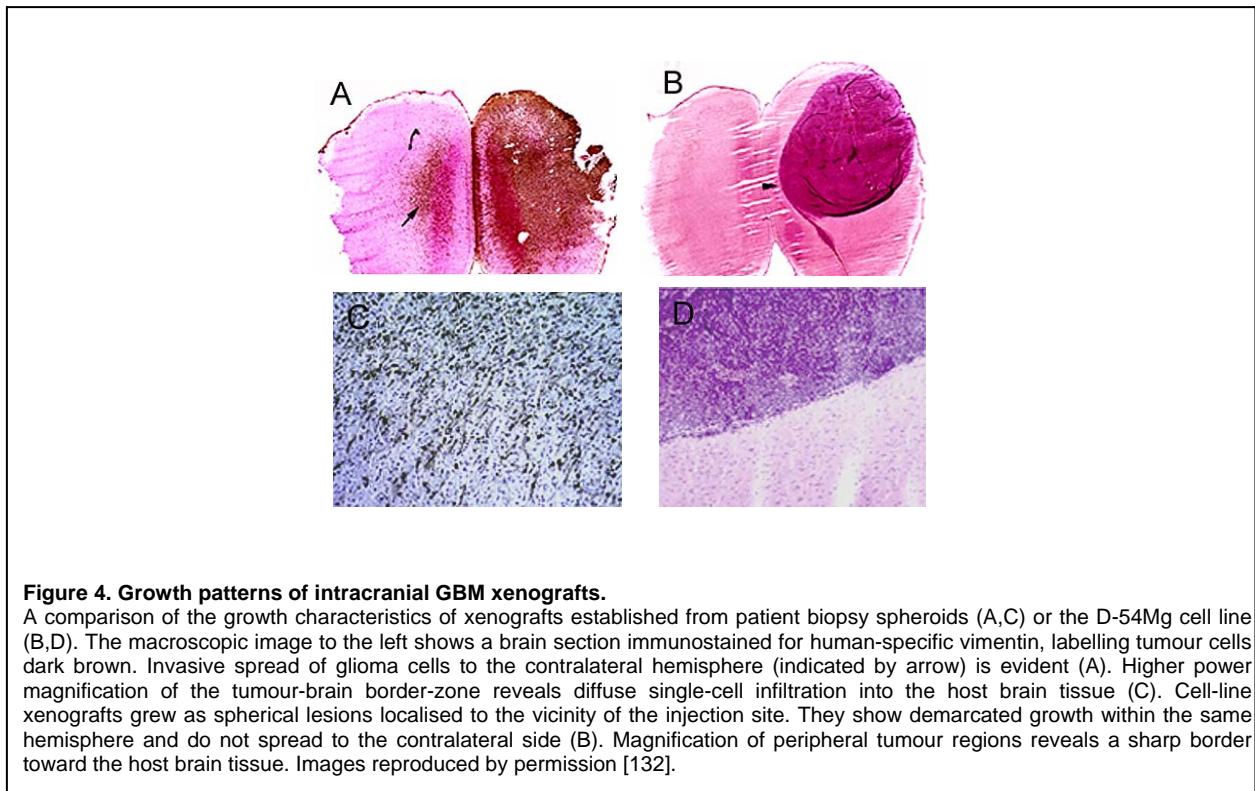 A
B
C
D
Figure 4. Growth patterns of intracranial GBM xenografts.
A comparison of the growth characteristics of xenografts established from patient biopsy spheroids (A,C) or the D-54Mg cell line
(B,D). The macroscopic image to the left shows a brain section immunostained for human-specific vimentin, labelling tumour cells
dark brown. Invasive spread of glioma cells to the contralateral hemisphere (indicated by arrow) is evident (A). Higher power
magnification of the tumour-brain border-zone reveals diffuse single-cell infiltration into the host brain tissue (C). Cell-line
xenografts grew as spherical lesions localised to the vicinity of the injection site. They show demarcated growth within the same
hemisphere and do not spread to the contralateral side (B). Magnification of peripheral tumour regions reveals a sharp border
toward the host brain tissue. Images reproduced by permission [132].